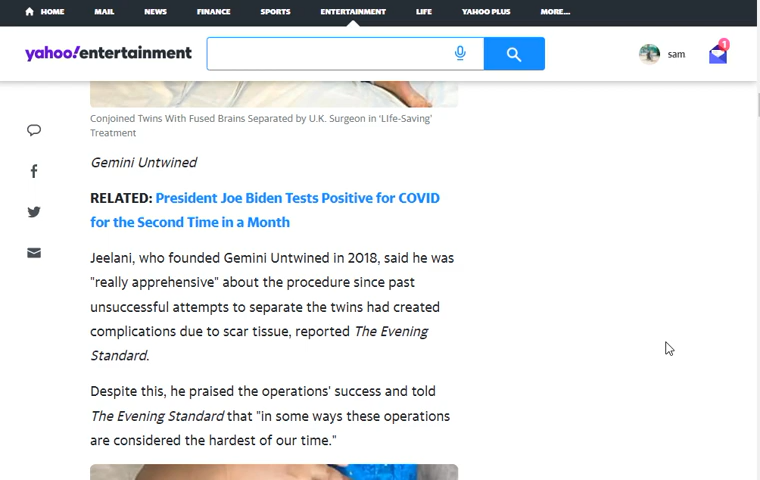 HOME MAIL NEWS FINANCE SPORTS ENTERTAINMENT LIFE YAHOO PLUS MORE...
yahoo!entertainment
sam
1
Conjoined Twins With Fused Brains Separated by U.K. Surgeon in 'LIfe-Saving'
Treatment
Gemini Untwined
RELATED: President Joe Biden Tests Positive for COVID
for the Second Time in a Month
Jeelani, who founded Gemini Untwined in 2018, said he was
"really apprehensive" about the procedure since past
unsuccessful attempts to separate the twins had created
complications due to scar tissue, reported The Evening
Standard.
Despite this, he praised the operations' success and told
The Evening Standard that "in some ways these operations
are considered the hardest of our time."